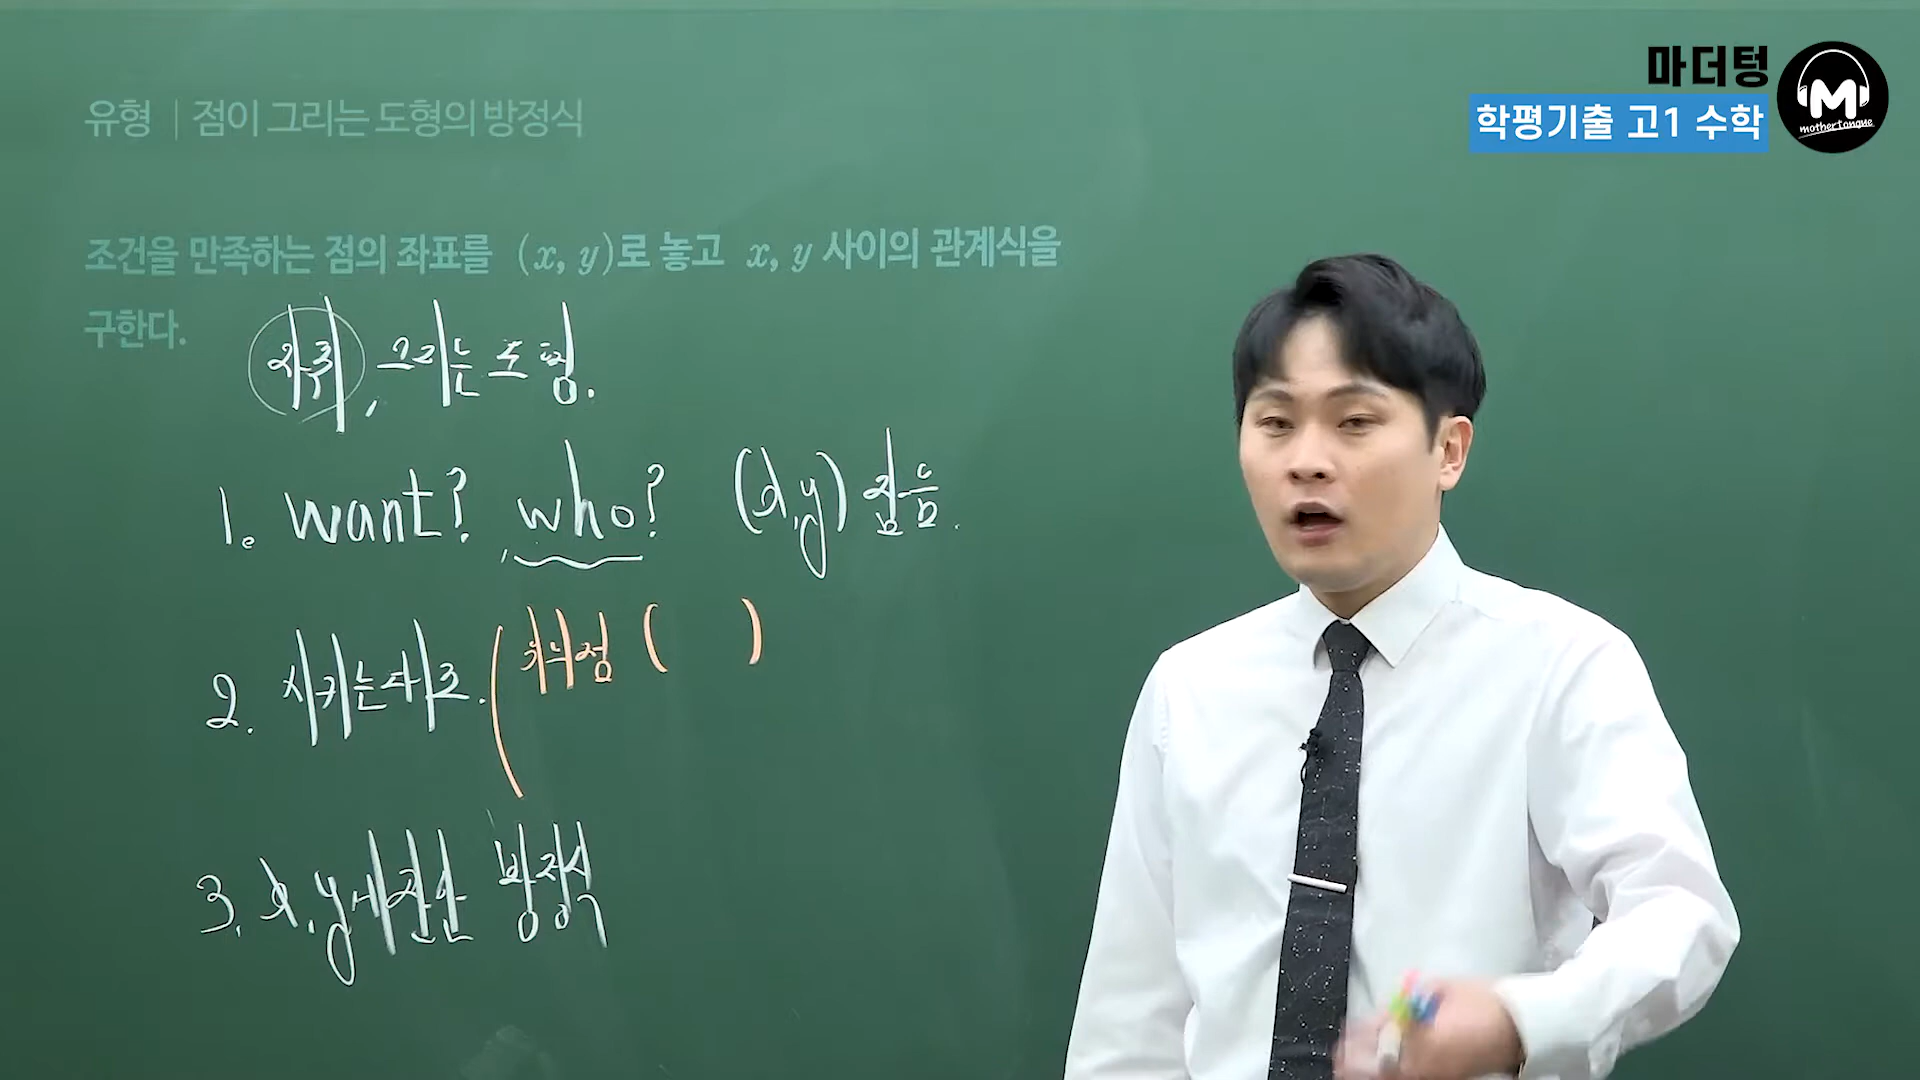 마더텅
학평기출 고1 수학
mothertongue
유형 | 점이 그리는 도형의 방정식
조건을 만족하는 점의 좌표를 (x, y)로 놓고 x, y 사이의 관계식을
구한다.
자취, 그리는 도형.
1. want? who? (x, y) 잡음.
2. 시키는대로. 위의점 ( )
3. x, y에 관한 방정식